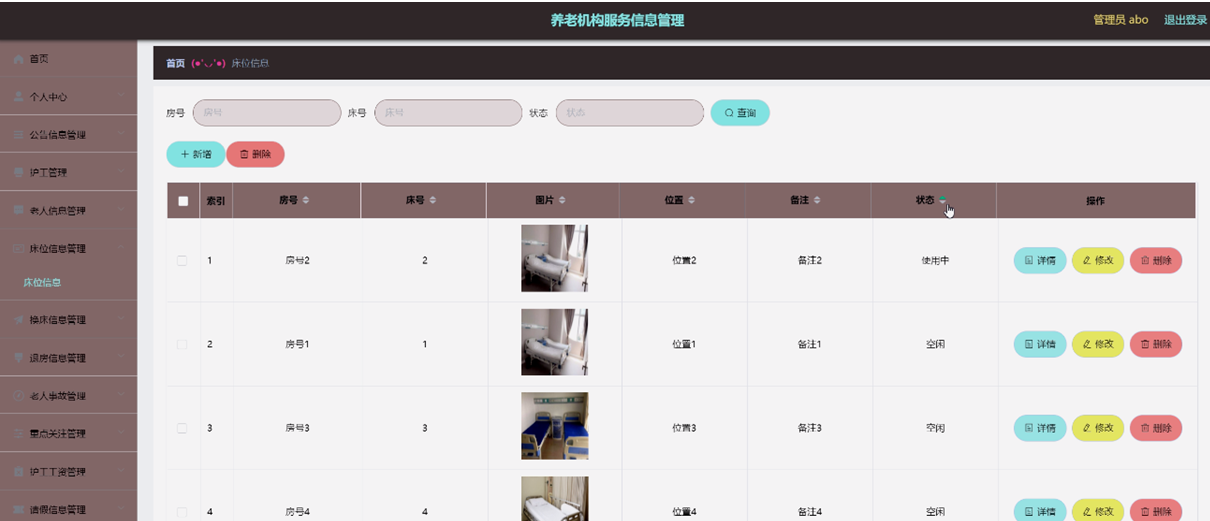 养老机构服务信息管理
管理员 abo 退出登录
首页
个人中心
公告信息管理
护工管理
老人信息管理
床位信息管理
床位信息
换床信息管理
退房信息管理
老人事故管理
重点关注管理
护工工资管理
请假信息管理
首页 (●'◡'●) 床位信息
房号 房号 床号 床号 状态 状态 查询
新增 删除
索引 房号 床号 图片 位置 备注 状态 操作
1 房号2 2 位置2 备注2 使用中 详情 修改 删除
2 房号1 1 位置1 备注1 空闲 详情 修改 删除
3 房号3 3 位置3 备注3 空闲 详情 修改 删除
4 房号4 4 位置4 备注4 空闲 详情 修改 删除